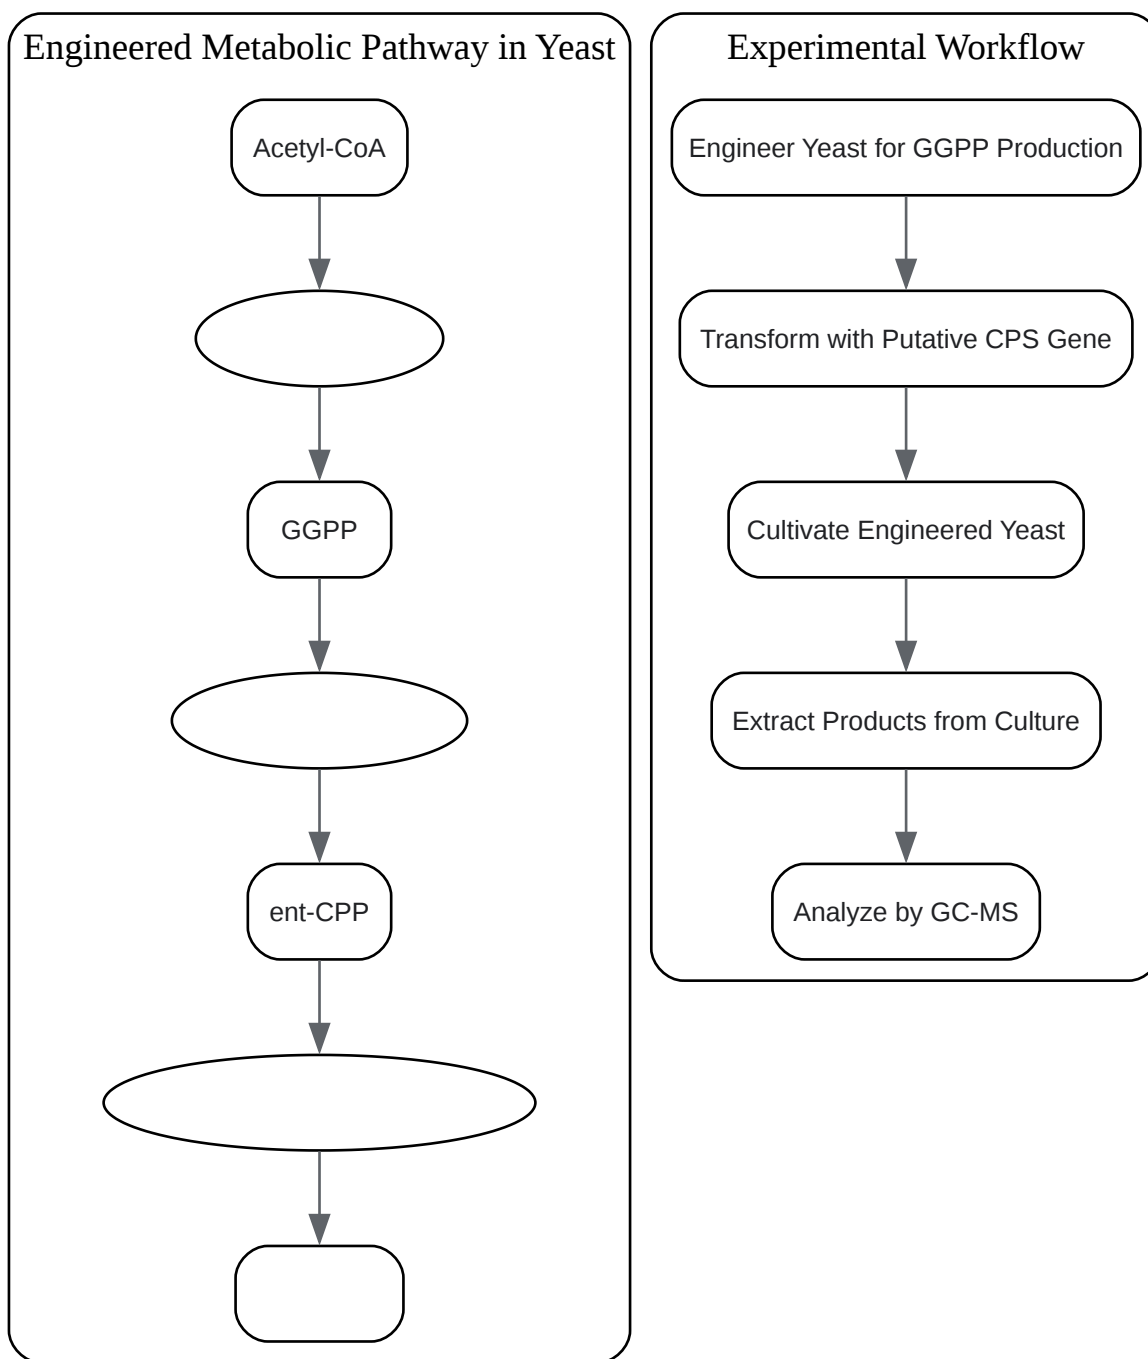 Engineered Metabolic Pathway in Yeast
Acetyl-CoA
GGPP
ent-CPP
Experimental Workflow
Engineer Yeast for GGPP Production
Transform with Putative CPS Gene
Cultivate Engineered Yeast
Extract Products from Culture
Analyze by GC-MS